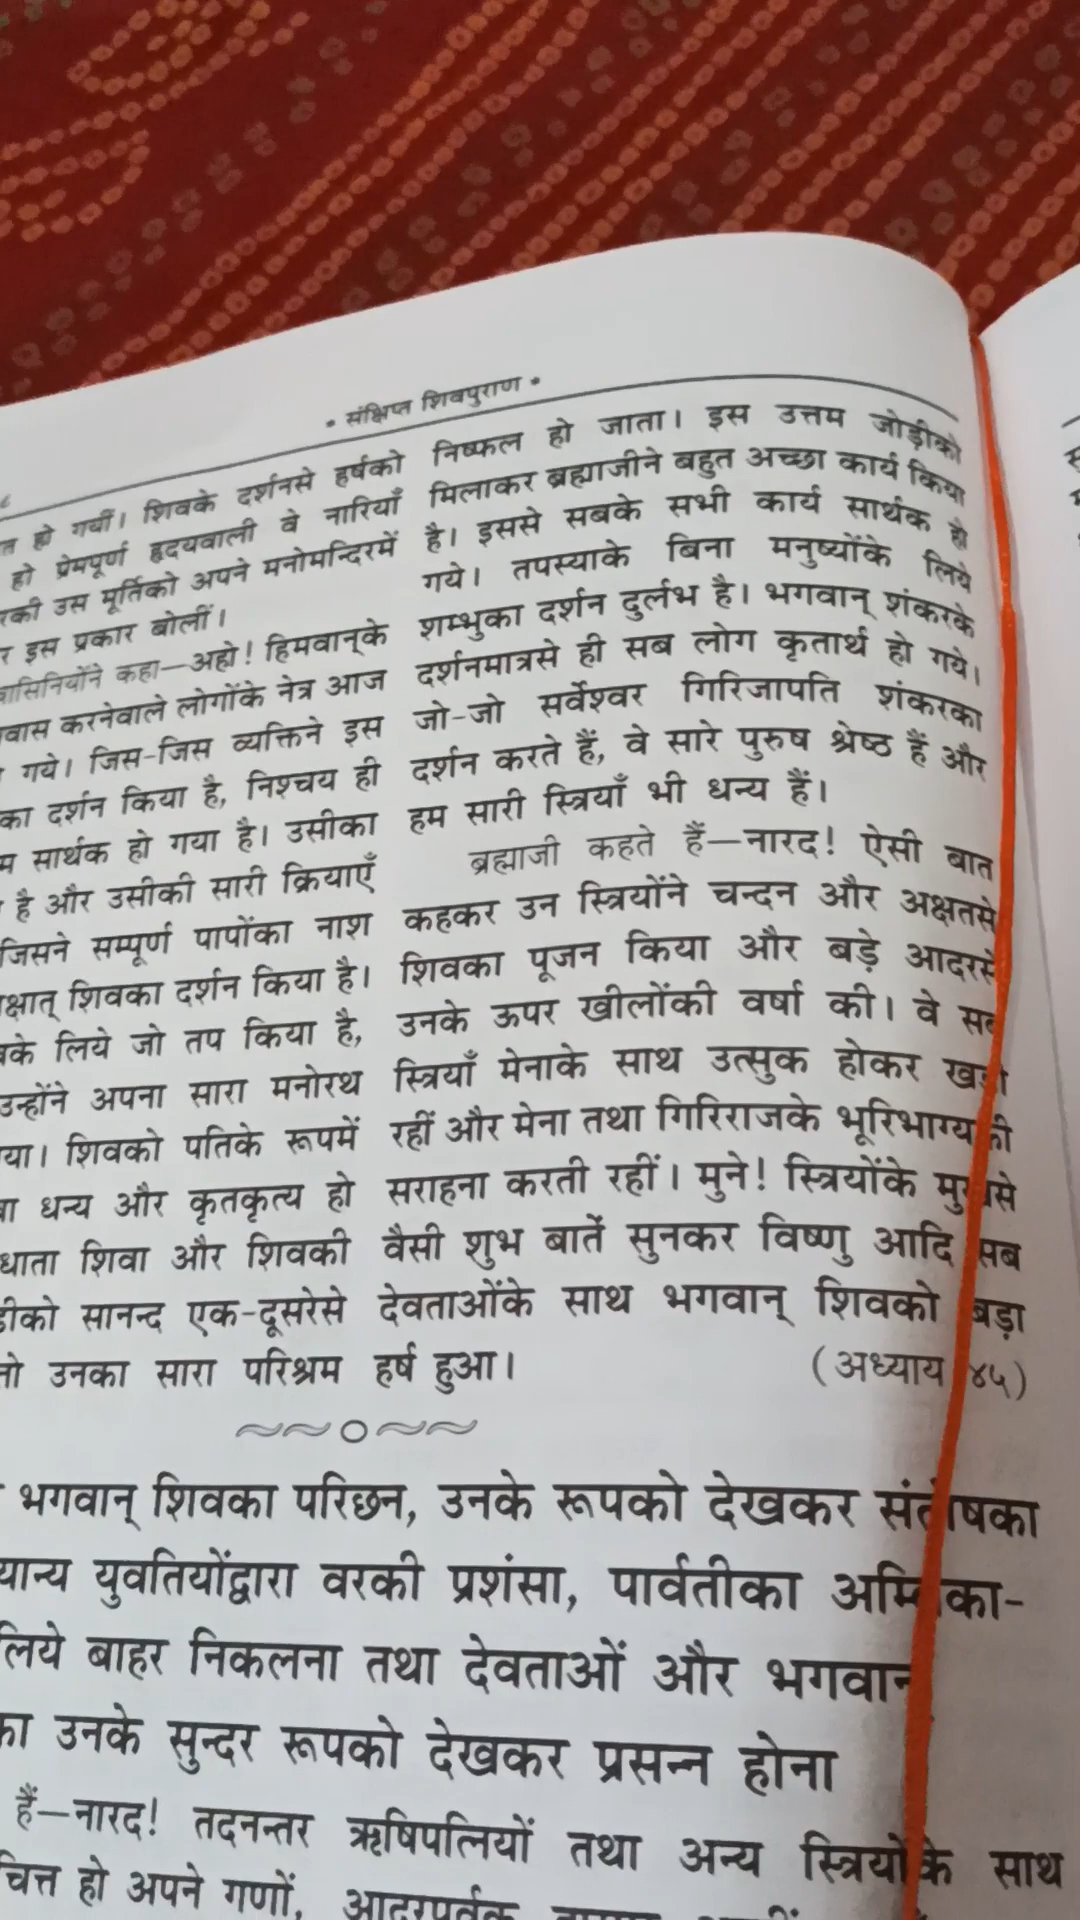 • संक्षिप्त शिवपुराण •
हो गयीं। शिवके दर्शनसे हर्षको
हो प्रेमपूर्ण हृदयवाली वे नारियाँ
उस मूर्तिको अपने मनोमन्दिरमें
इस प्रकार बोलीं।
कहा—अहो! हिमवान्‌के
करनेवाले लोगोंके नेत्र आज
गये। जिस-जिस व्यक्तिने इस
का दर्शन किया है, निश्चय ही
सार्थक हो गया है। उसीका
है और उसीकी सारी क्रियाएँ
जिसने सम्पूर्ण पापोंका नाश
शिवका दर्शन किया है।
के लिये जो तप किया है,
उन्होंने अपना सारा मनोरथ
शिवको पतिके रूपमें
धन्य और कृतकृत्य हो
शिवा और शिवकी
सानन्द एक-दूसरेसे
उनका सारा परिश्रम
निष्फल हो जाता। इस उत्तम जोड़ीको
मिलाकर ब्रह्माजीने बहुत अच्छा कार्य किया
है। इससे सबके सभी कार्य सार्थक हो
गये। तपस्याके बिना मनुष्योंके लिये
शम्भुका दर्शन दुर्लभ है। भगवान् शंकरके
दर्शनमात्रसे ही सब लोग कृतार्थ हो गये।
जो-जो सर्वेश्वर गिरिजापति शंकरका
दर्शन करते हैं, वे सारे पुरुष श्रेष्ठ हैं और
हम सारी स्त्रियाँ भी धन्य हैं।
ब्रह्माजी कहते हैं—नारद! ऐसी बात
कहकर उन स्त्रियोंने चन्दन और अक्षतसे
शिवका पूजन किया और बड़े आदरसे
उनके ऊपर खीलोंकी वर्षा की। वे सब
स्त्रियाँ मेनाके साथ उत्सुक होकर खड़ी
रहीं और मेना तथा गिरिराजके भूरिभाग्यकी
सराहना करती रहीं। मुने! स्त्रियोंके मुखसे
वैसी शुभ बातें सुनकर विष्णु आदि सब
देवताओंके साथ भगवान् शिवको बड़ा
हर्ष हुआ। (अध्याय ४५)
भगवान् शिवका परिछन, उनके रूपको देखकर संतोषका
युवतियोंद्वारा वरकी प्रशंसा, पार्वतीका अम्बिका-
लिये बाहर निकलना तथा देवताओं और भगवान्
का उनके सुन्दर रूपको देखकर प्रसन्न होना
हैं—नारद! तदनन्तर ऋषिपत्नियों तथा अन्य स्त्रियोंके साथ
चित्त हो अपने गणों, आदरपूर्वक